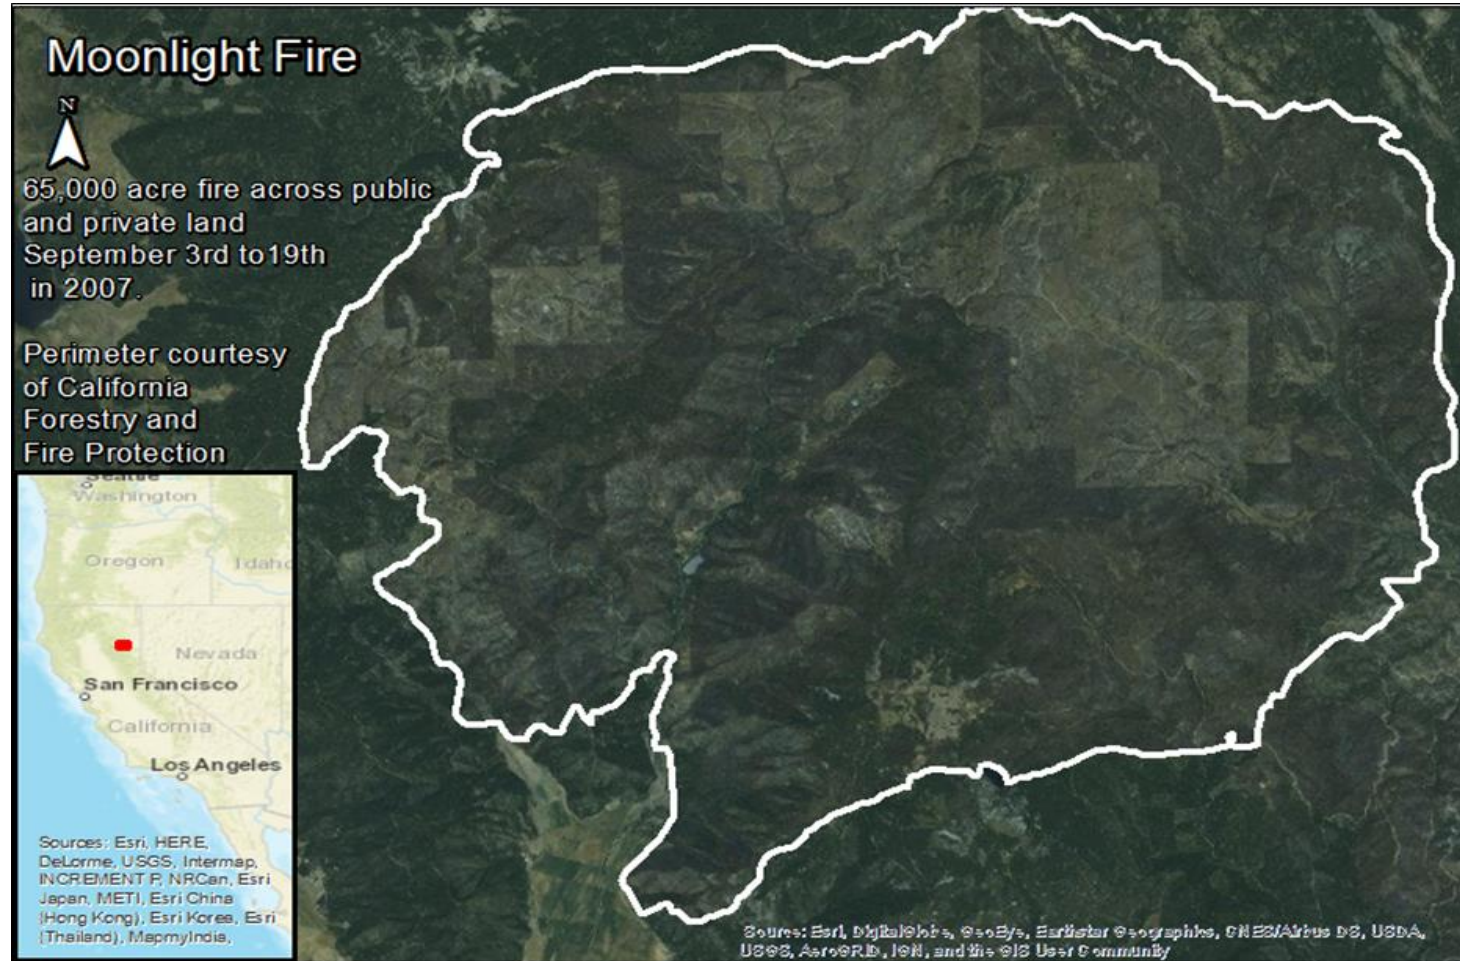 Moonlight Fire
N
65,000 acre fire across public
and private land
September 3rd to19th
in 2007.
Perimeter courtesy
of California
Forestry and
Fire Protection
Seattle
Washington
Oregon
Idaho
Nevada
San Francisco
California
Los Angeles
Sources: Esri, HERE,
DeLorme, USGS, Intermap,
INCREMENT P, NRCan, Esri
Japan, METI, Esri China
(Hong Kong), Esri Korea, Esri
(Thailand), MapmyIndia,
Source: Esri, DigitalGlobe, GeoEye, Earthstar Geographics, CNES/Airbus DS, USDA,
USGS, AeroGRID, IGN, and the GIS User Community